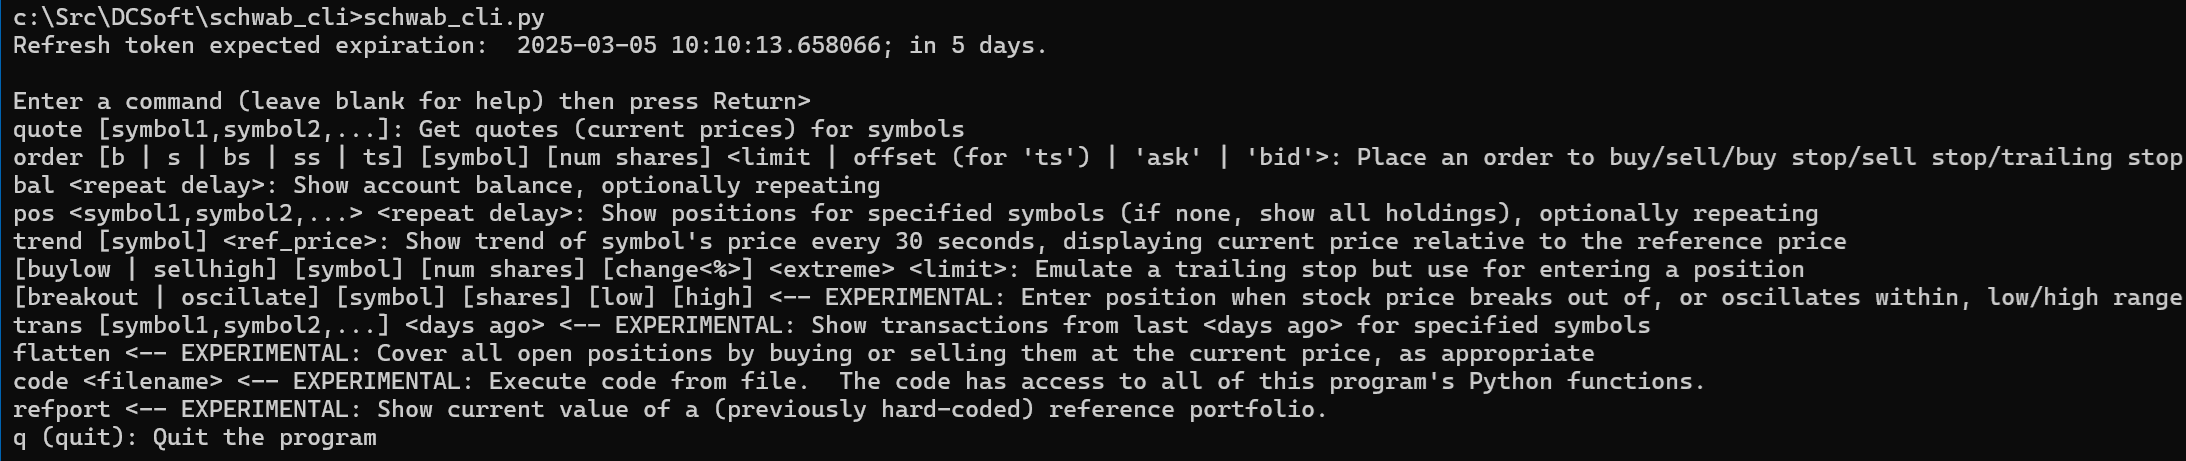 c:\Src\DCSoft\schwab_cli>schwab_cli.py
Refresh token expected expiration:  2025-03-05 10:10:13.658066; in 5 days.
Enter a command (leave blank for help) then press Return>
quote [symbol1,symbol2,...]: Get quotes (current prices) for symbols
order [b | s | bs | ss | ts] [symbol] [num shares] <limit | offset (for 'ts') | 'ask' | 'bid'>: Place an order to buy/sell/buy stop/sell stop/trailing stop
bal <repeat delay>: Show account balance, optionally repeating
pos <symbol1,symbol2,...> <repeat delay>: Show positions for specified symbols (if none, show all holdings), optionally repeating
trend [symbol] <ref_price>: Show trend of symbol's price every 30 seconds, displaying current price relative to the reference price
[buylow | sellhigh] [symbol] [num shares] [change<%>] <extreme> <limit>: Emulate a trailing stop but use for entering a position
[breakout | oscillate] [symbol] [shares] [low] [high] <-- EXPERIMENTAL: Enter position when stock price breaks out of, or oscillates within, low/high range
trans [symbol1,symbol2,...] <days ago> <-- EXPERIMENTAL: Show transactions from last <days ago> for specified symbols
flatten <-- EXPERIMENTAL: Cover all open positions by buying or selling them at the current price, as appropriate
code <filename> <-- EXPERIMENTAL: Execute code from file.  The code has access to all of this program's Python functions.
refport <-- EXPERIMENTAL: Show current value of a (previously hard-coded) reference portfolio.
q (quit): Quit the program